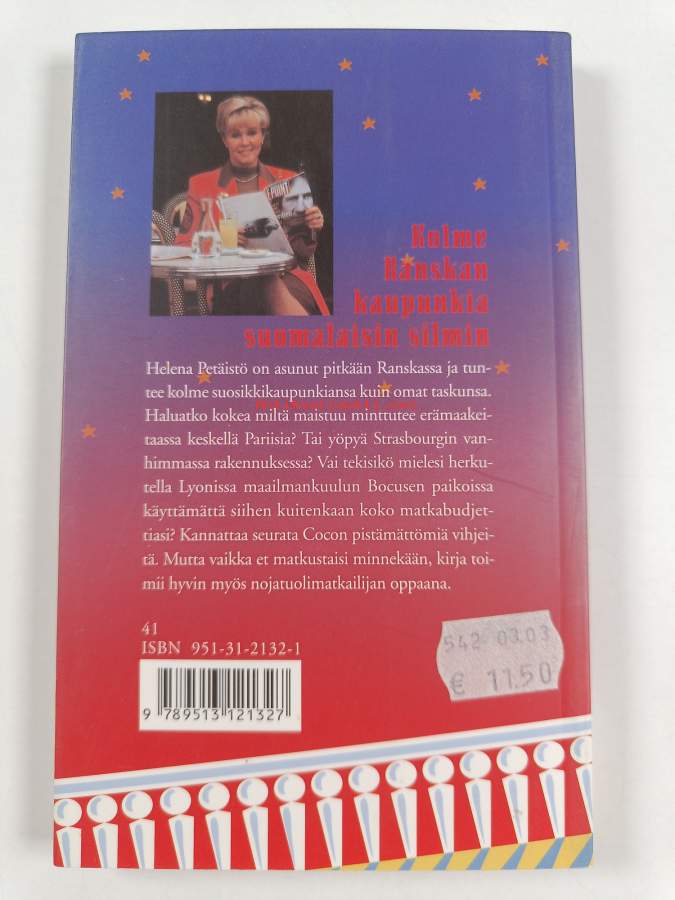 POINT
Kolme
Ranskan
kaupunkia
suomalaisin silmin
Helena Petäistö on asunut pitkään Ranskassa ja tun-
tee kolme suosikkikaupunkiansa kuin omat taskunsa.
Haluatko kokea miltä maistuu minttutee erämaakei-
taassa keskellä Pariisia? Tai yöpyä Strasbourgin van-
himmassa rakennuksessa? Vai tekisikö mielesi herku-
tella Lyonissa maailmankuulun Bocusen paikoissa
käyttämättä siihen kuitenkaan koko matkabudjet-
tiasi? Kannattaa seurata Cocon pistämättömiä vihjei-
tä. Mutta vaikka et matkustaisi minnekään, kirja toi-
mii hyvin myös nojatuolimatkailijan oppaana.
41
ISBN 951-31-2132-1
9 789513 121327
542 03.03
€ 11.50